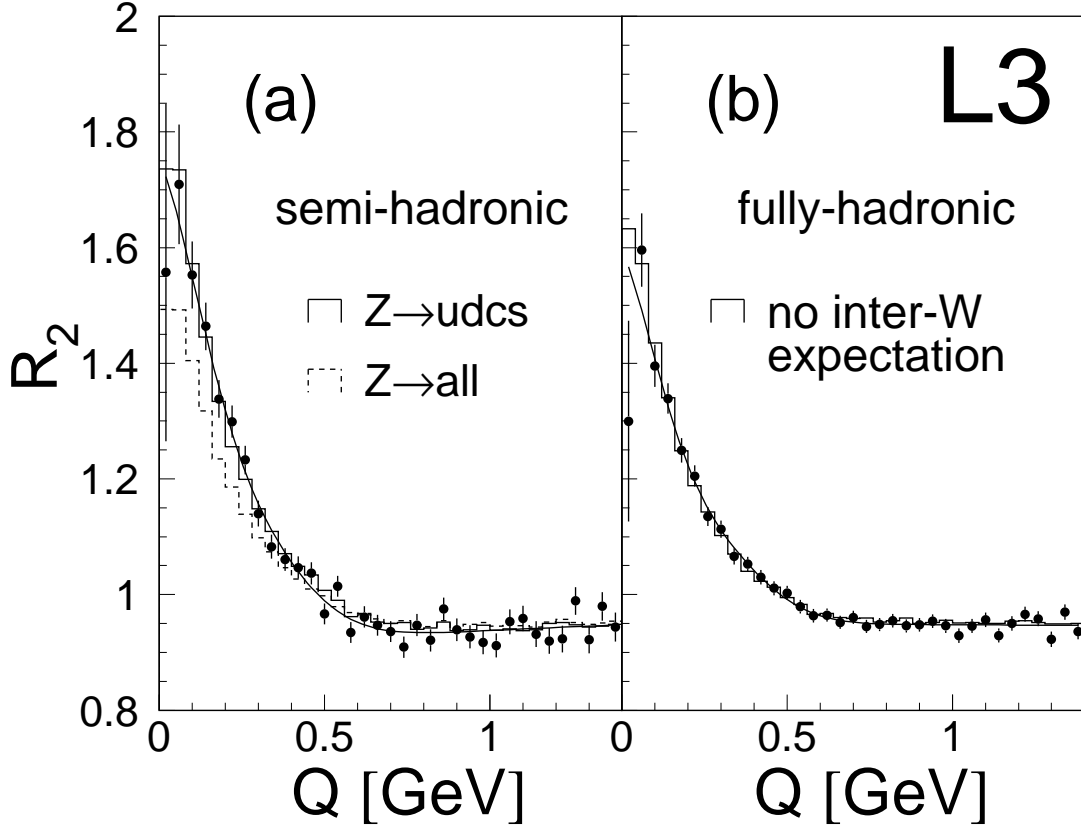 R2
2
1.8
1.6
1.4
1.2
1
0.8
(a)
semi-hadronic
Z→udcs
Z→all
0
0.5
1
Q [GeV]
(b)
L3
fully-hadronic
no inter-W
expectation
0
0.5
1
Q [GeV]